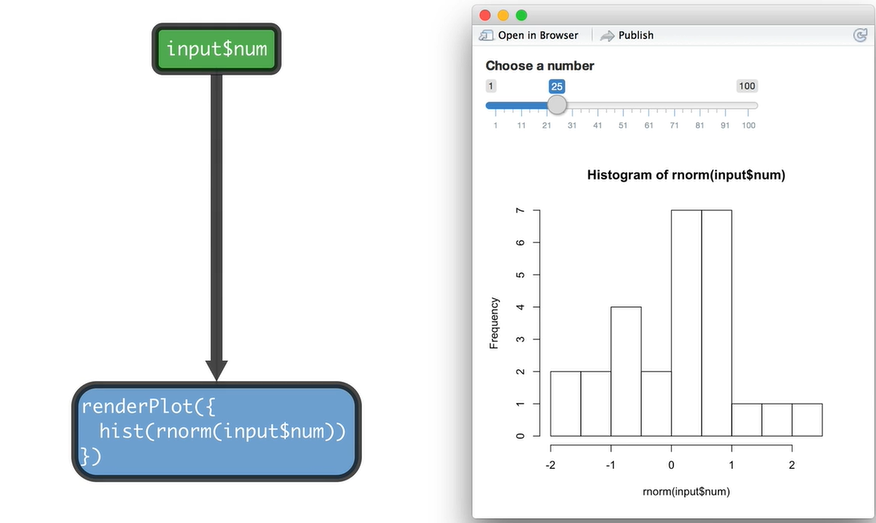 input$num
renderPlot({
  hist(rnorm(input$num))
})
Open in Browser
Publish
Choose a number
1 25 100
1 11 21 31 41 51 61 71 81 91 100
Histogram of rnorm(input$num)
Frequency
7
6
5
4
3
2
1
0
-2 -1 0 1 2
rnorm(input$num)